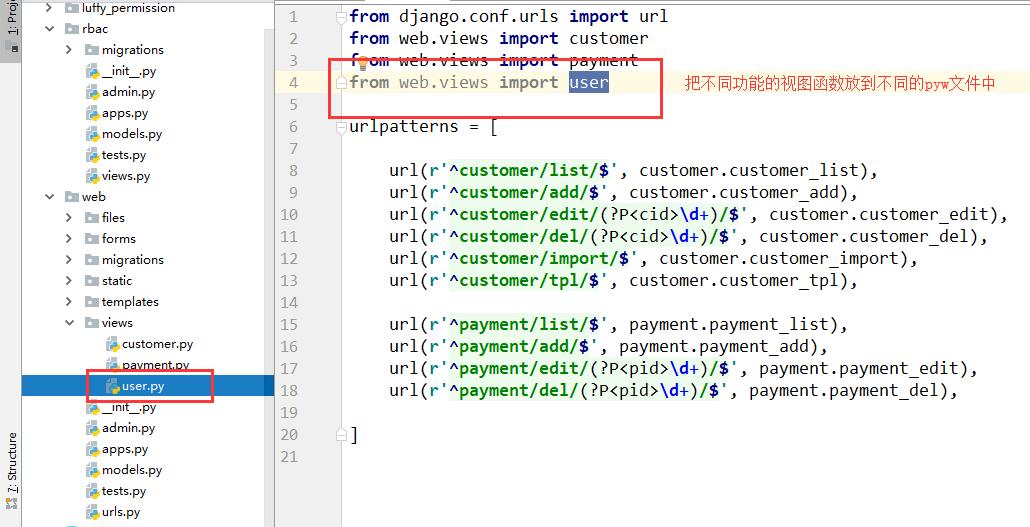 1: Proj
luffy_permission
rbac
migrations
__init__.py
admin.py
apps.py
models.py
tests.py
views.py
web
files
forms
migrations
static
templates
views
customer.py
payment.py
user.py
__init__.py
admin.py
apps.py
models.py
tests.py
urls.py
7: Structure
1 from django.conf.urls import url
2 from web.views import customer
3 from web.views import payment
4 from web.views import user 把不同功能的视图函数放到不同的pyw文件中
5
6 urlpatterns = [
7
8 url(r'^customer/list/$', customer.customer_list),
9 url(r'^customer/add/$', customer.customer_add),
10 url(r'^customer/edit/(?P<cid>\d+)/$', customer.customer_edit),
11 url(r'^customer/del/(?P<cid>\d+)/$', customer.customer_del),
12 url(r'^customer/import/$', customer.customer_import),
13 url(r'^customer/tpl/$', customer.customer_tpl),
14
15 url(r'^payment/list/$', payment.payment_list),
16 url(r'^payment/add/$', payment.payment_add),
17 url(r'^payment/edit/(?P<pid>\d+)/$', payment.payment_edit),
18 url(r'^payment/del/(?P<pid>\d+)/$', payment.payment_del),
19
20 ]
21